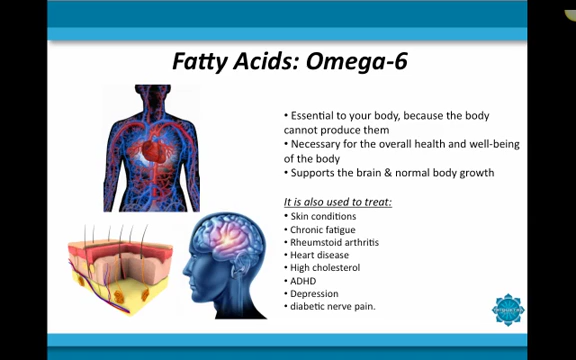 Fatty Acids: Omega-6
• Essential to your body, because the body
cannot produce them
• Necessary for the overall health and well-being
of the body
• Supports the brain & normal body growth
It is also used to treat:
• Skin conditions
• Chronic fatigue
• Rheumstoid arthritis
• Heart disease
• High cholesterol
• ADHD
• Depression
• diabetic nerve pain.